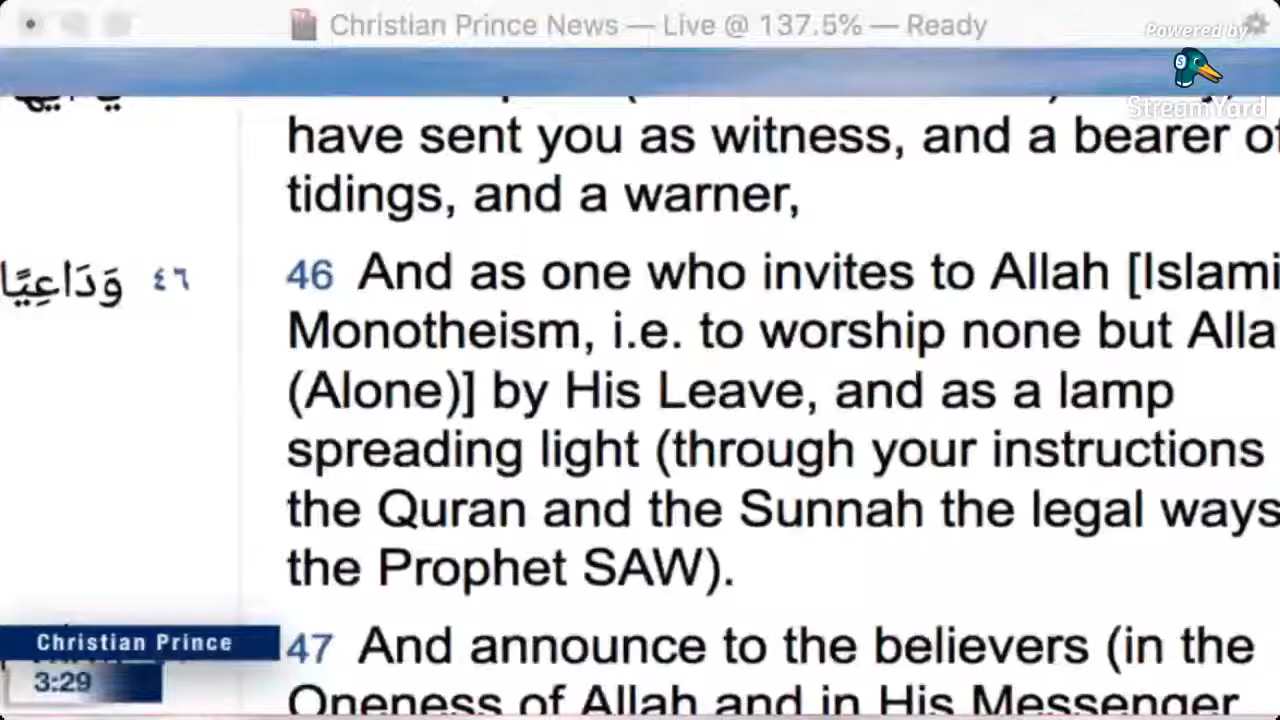 Christian Prince News — Live @ 137.5% — Ready
Powered by
StreamYard
have sent you as witness, and a bearer of
tidings, and a warner,
وَدَاعِيًا ٤٦
46 And as one who invites to Allah [Islami
Monotheism, i.e. to worship none but Alla
(Alone)] by His Leave, and as a lamp
spreading light (through your instructions
the Quran and the Sunnah the legal ways
the Prophet SAW).
47 And announce to the believers (in the
Oneness of Allah and in His Messenger
Christian Prince
3:29